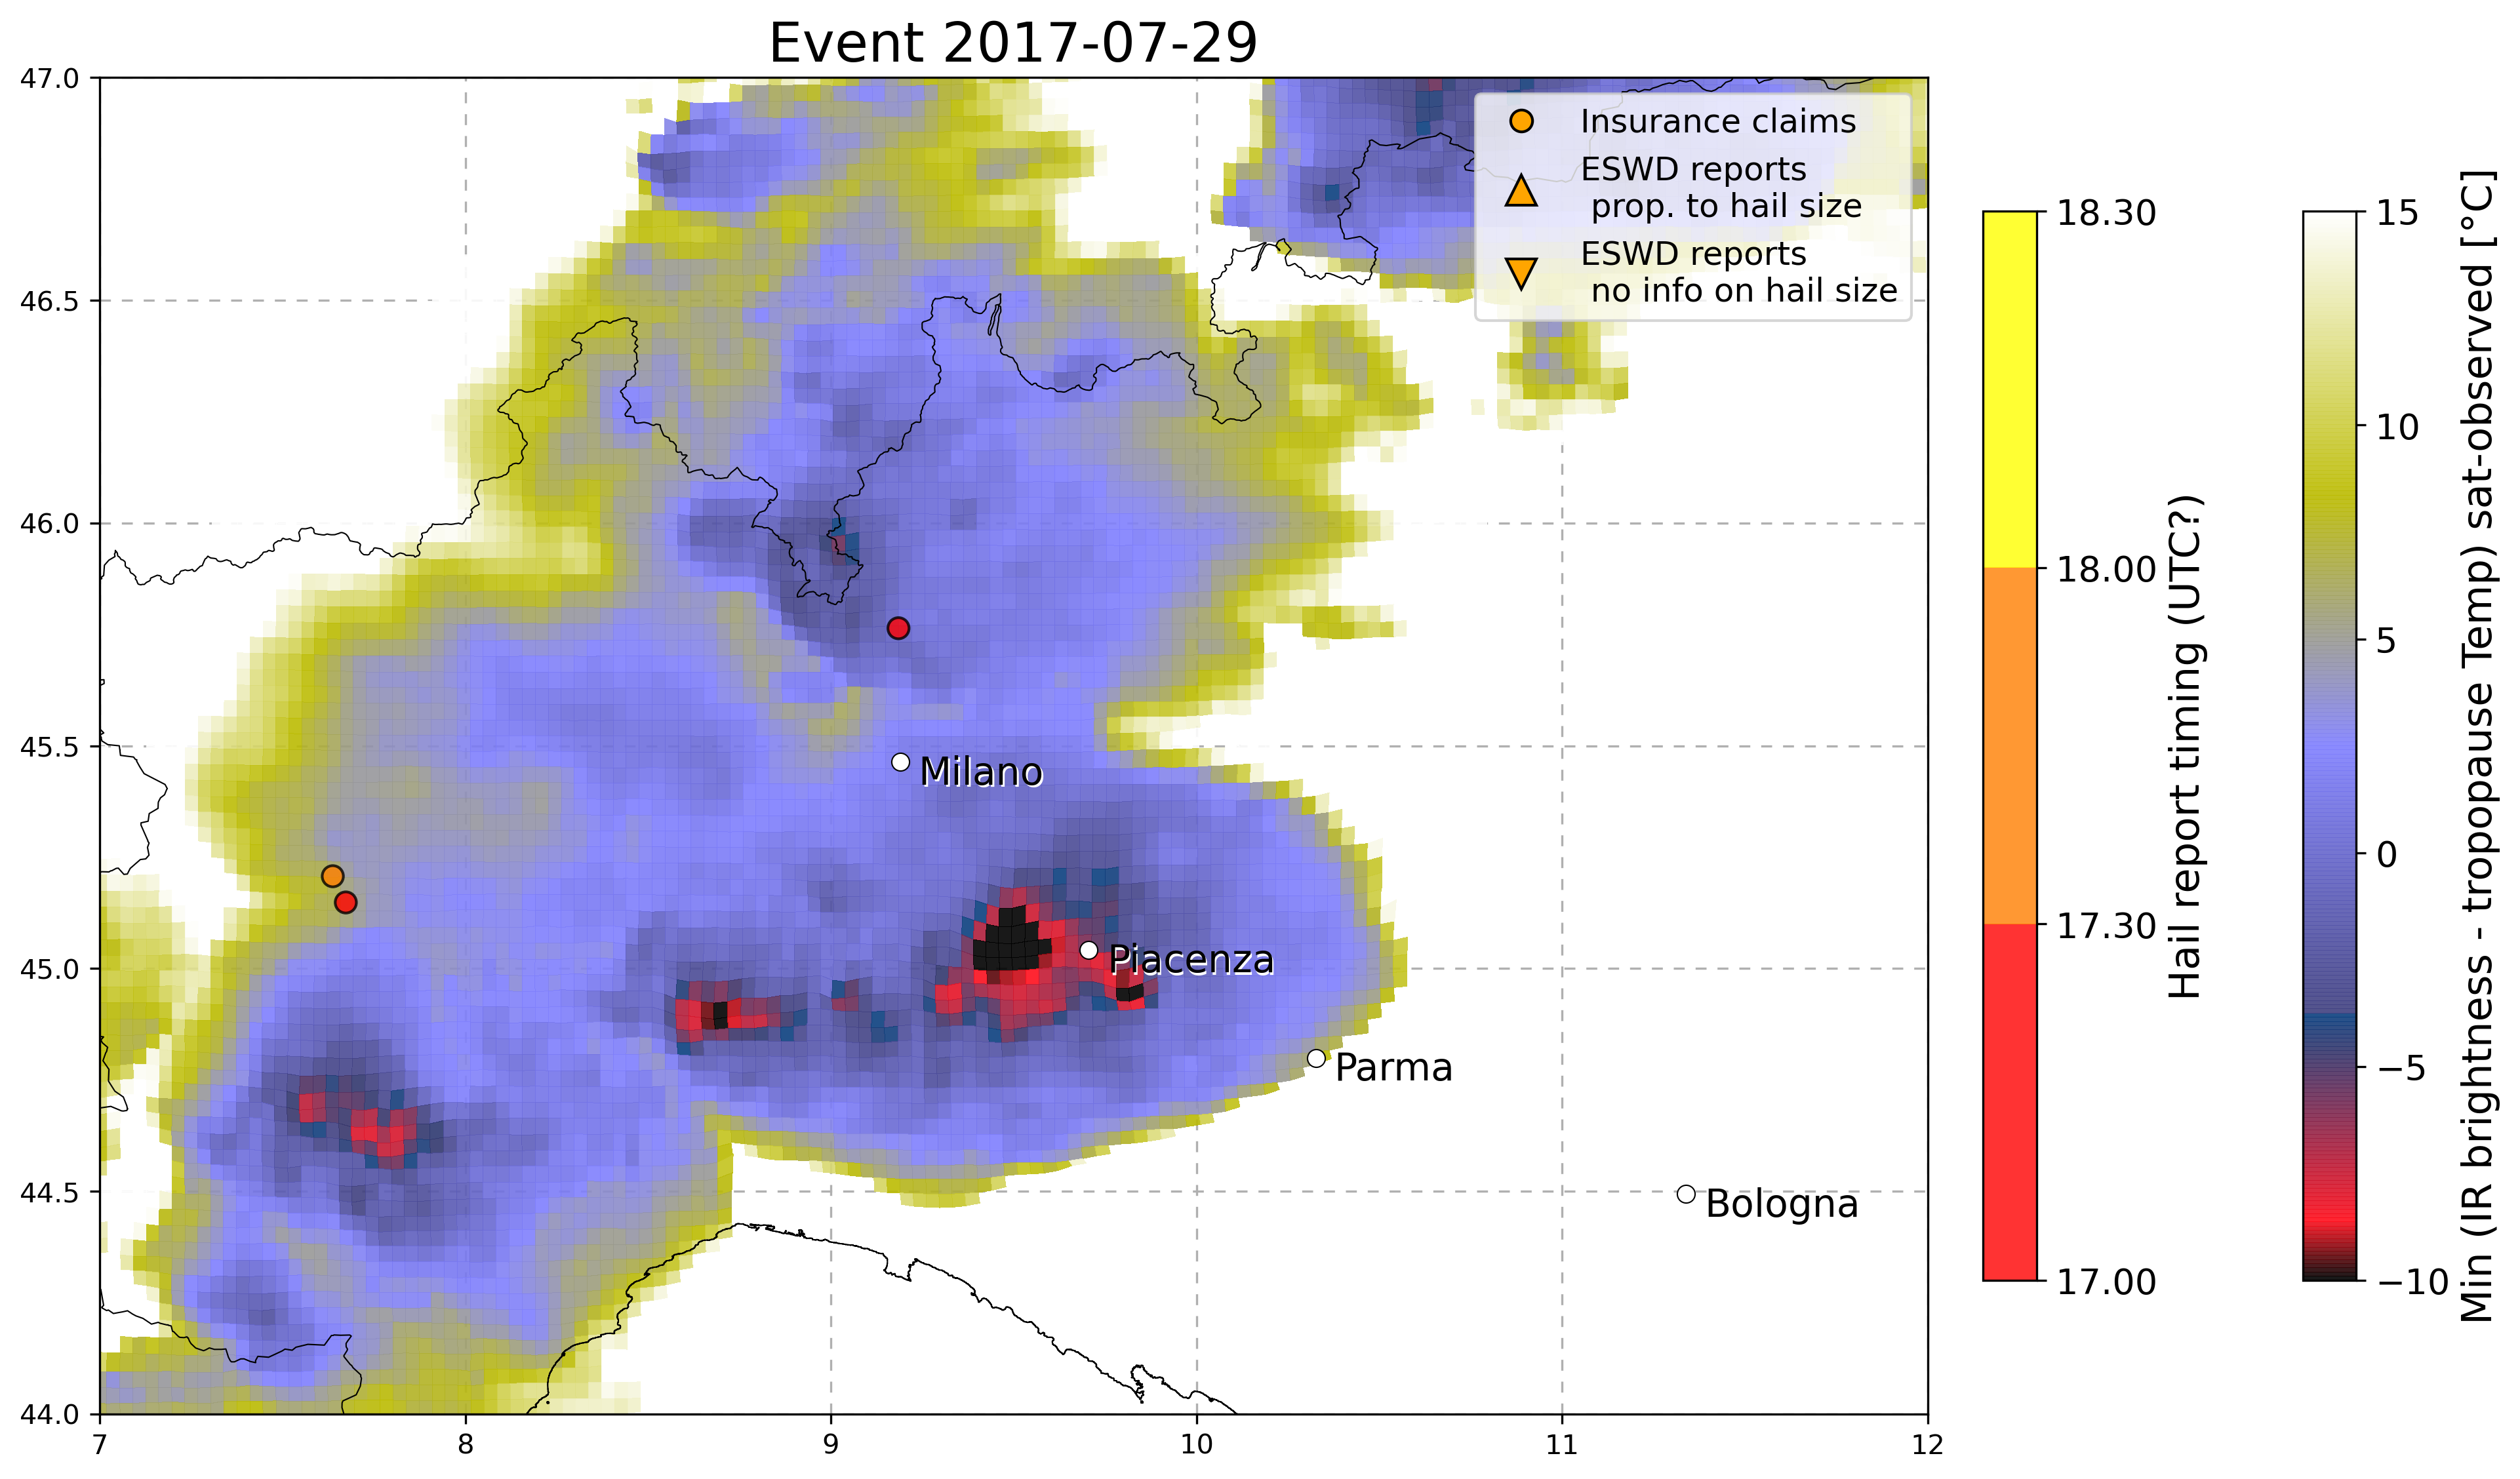 Event 2017-07-29
47.0
46.5
46.0
45.5
45.0
44.5
44.0
7
8
9
10
11
12
Insurance claims
ESWD reports
prop. to hail size
ESWD reports
no info on hail size
Milano
Piacenza
Parma
Bologna
18.30
18.00
17.30
17.00
Hail report timing (UTC?)
15
10
5
0
−5
−10
Min (IR brightness - tropopause Temp) sat-observed [°C]